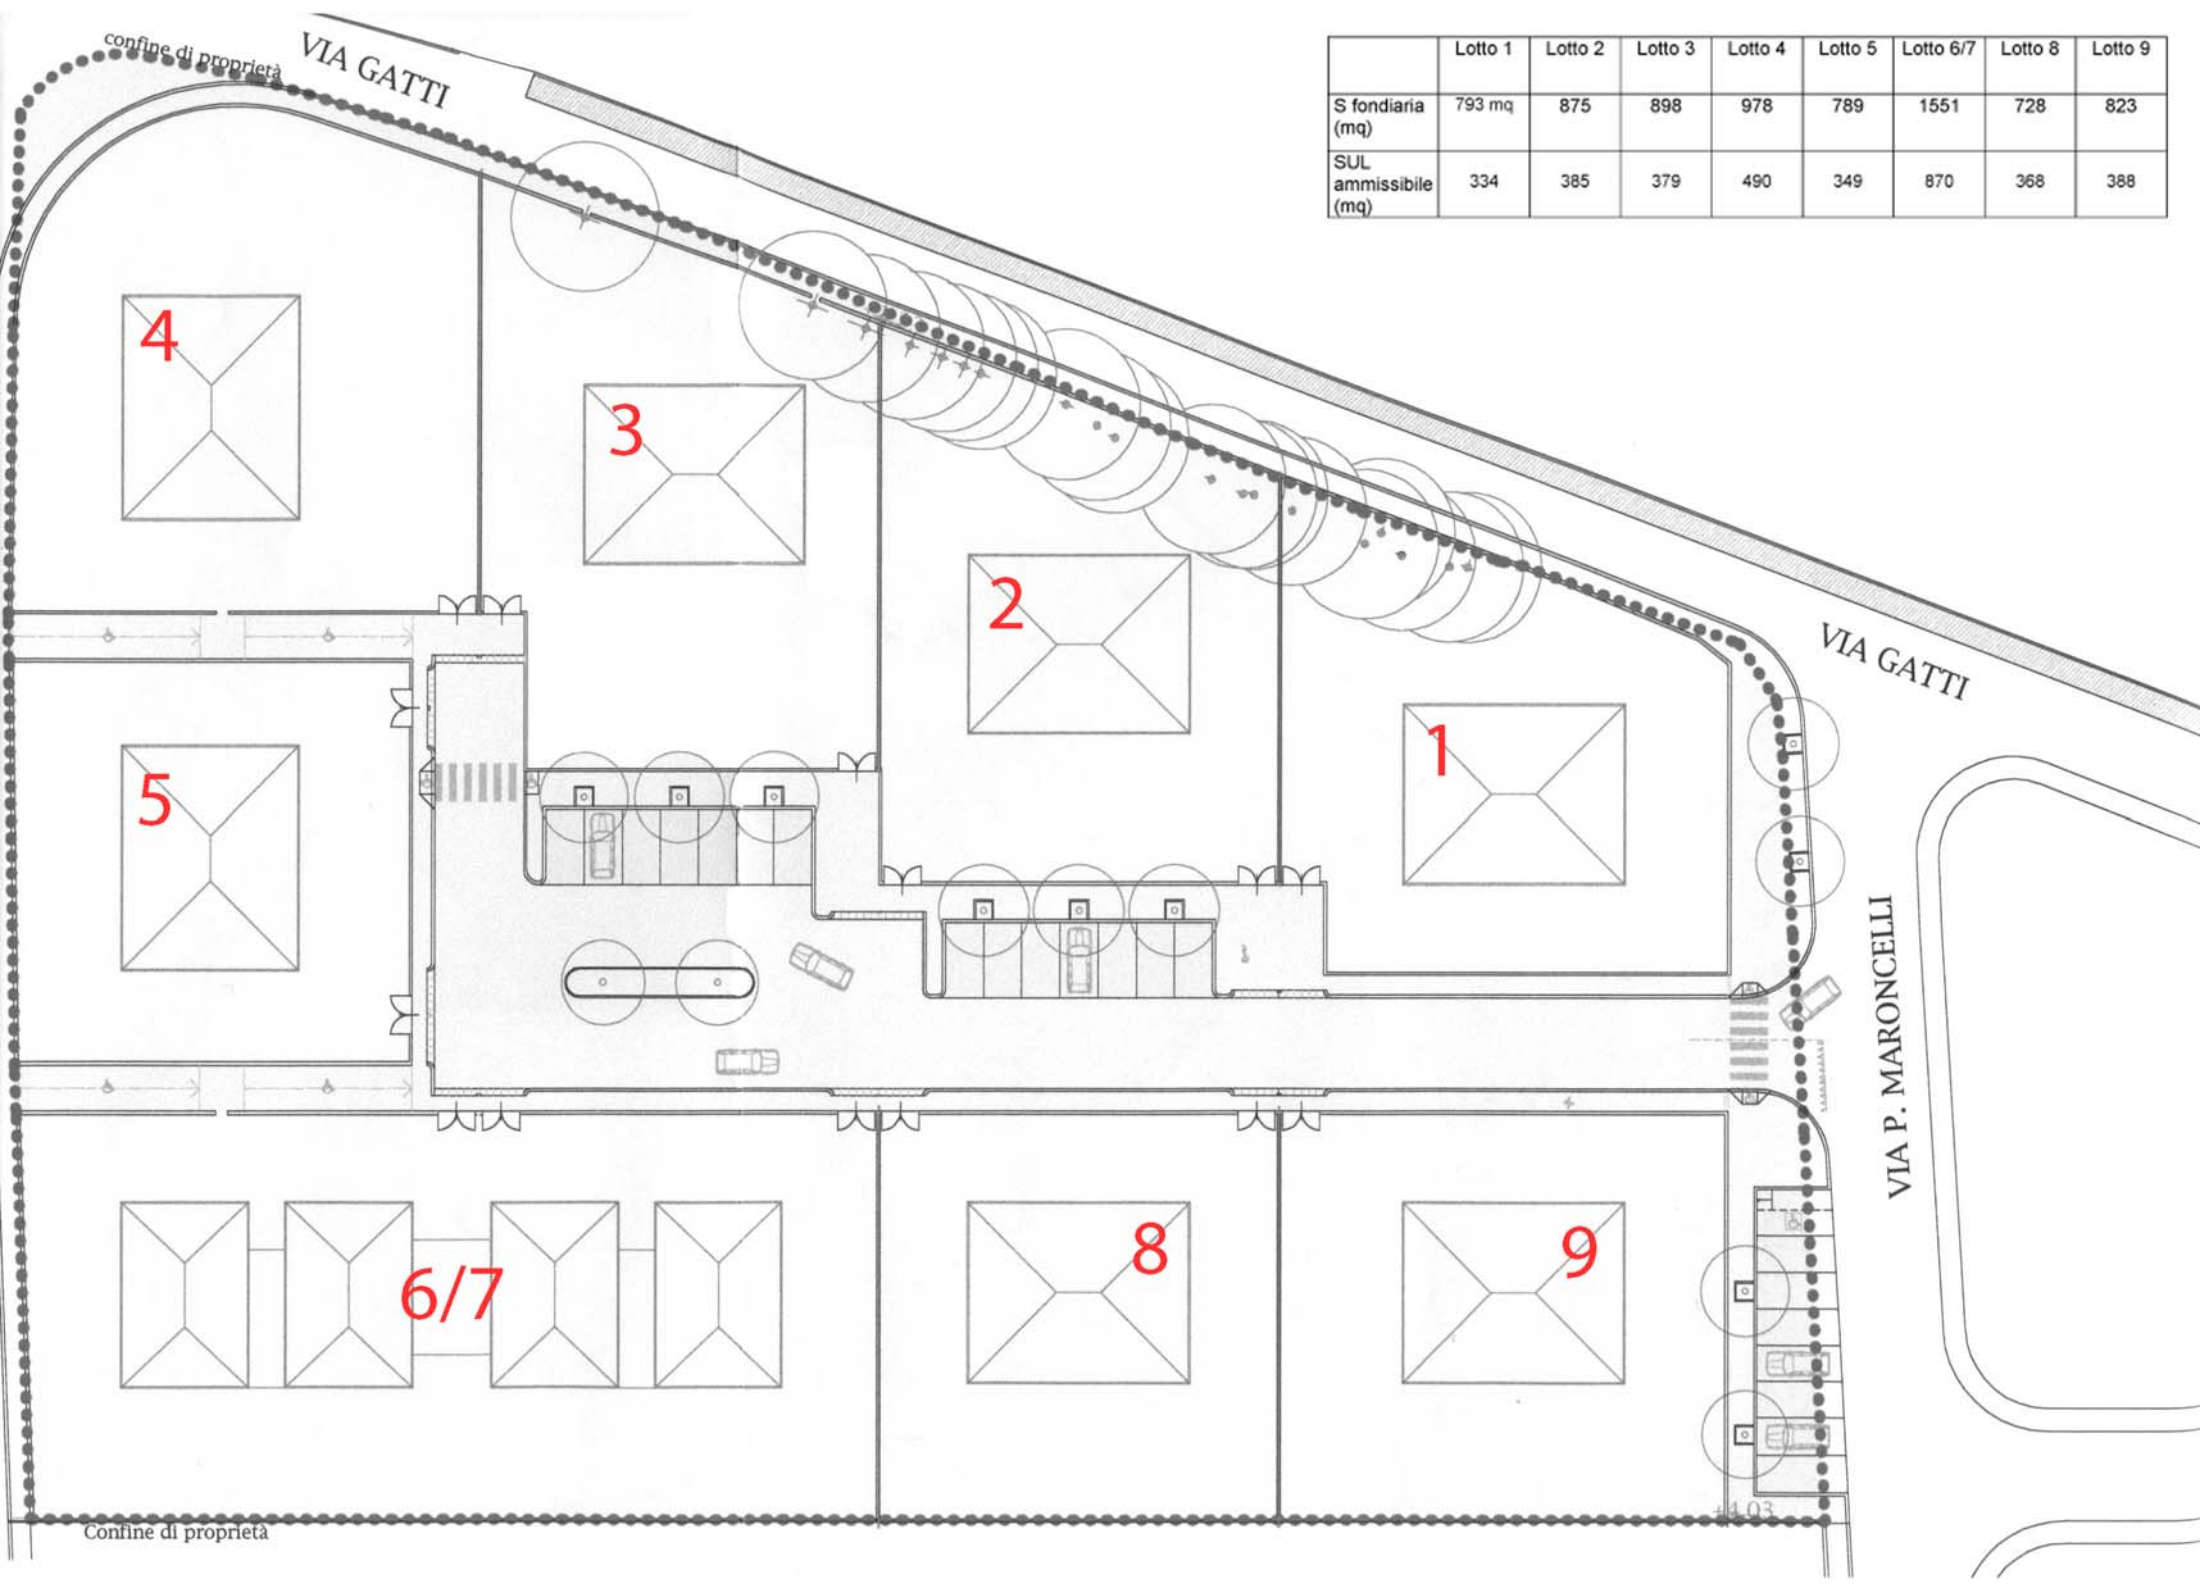 confine di proprietà
VIA GATTI
Lotto 1 Lotto 2 Lotto 3 Lotto 4 Lotto 5 Lotto 6/7 Lotto 8 Lotto 9
S fondiaria (mq) 793 mq 875 898 978 789 1551 728 823
SUL ammissibile (mq) 334 385 379 490 349 870 368 388
4
3
2
VIA GATTI
1
5
VIA P. MARONCELLI
6/7
8
9
+4.03
Confine di proprietà